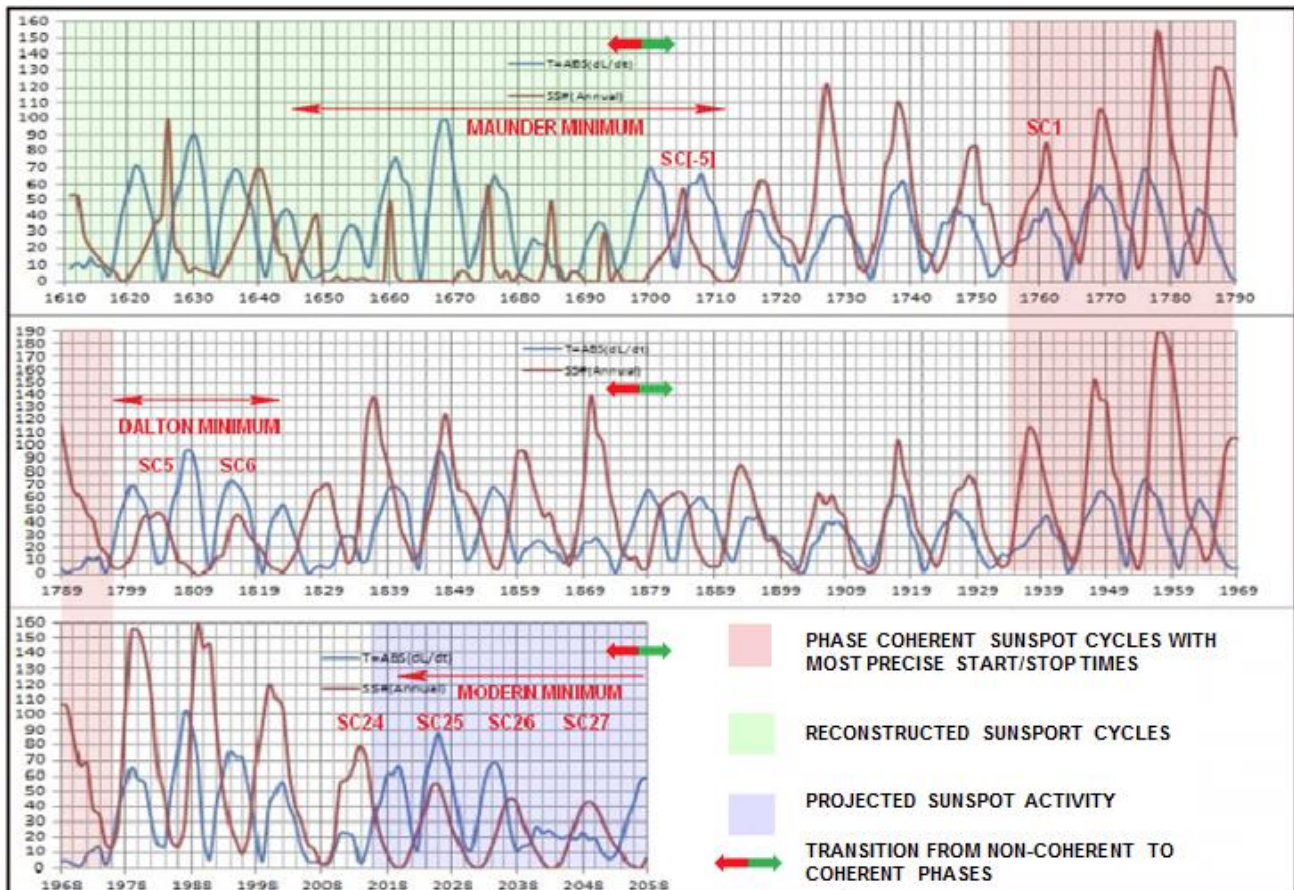 160
150
140
130
120
110
100
90
80
70
60
50
40
30
20
10
0
T=ABS(dL/dt)
SS#(Annual)
MAUNDER MINIMUM
SC[-5]
SC1
1610 1620 1630 1640 1650 1660 1670 1680 1690 1700 1710 1720 1730 1740 1750 1760 1770 1780 1790
190
180
170
160
150
140
130
120
110
100
90
80
70
60
50
40
30
20
10
0
T=ABS(dL/dt)
SS#(Annual)
DALTON MINIMUM
SC5 SC6
1789 1799 1809 1819 1829 1839 1849 1859 1869 1879 1889 1899 1909 1919 1929 1939 1949 1959 1969
160
150
140
130
120
110
100
90
80
70
60
50
40
30
20
10
0
T=ABS(dL/dt)
SS#(Annual)
MODERN MINIMUM
SC24 SC25 SC26 SC27
1968 1978 1988 1998 2008 2018 2028 2038 2048 2058
PHASE COHERENT SUNSPOT CYCLES WITH
MOST PRECISE START/STOP TIMES
RECONSTRUCTED SUNSPORT CYCLES
PROJECTED SUNSPOT ACTIVITY
TRANSITION FROM NON-COHERENT TO
COHERENT PHASES